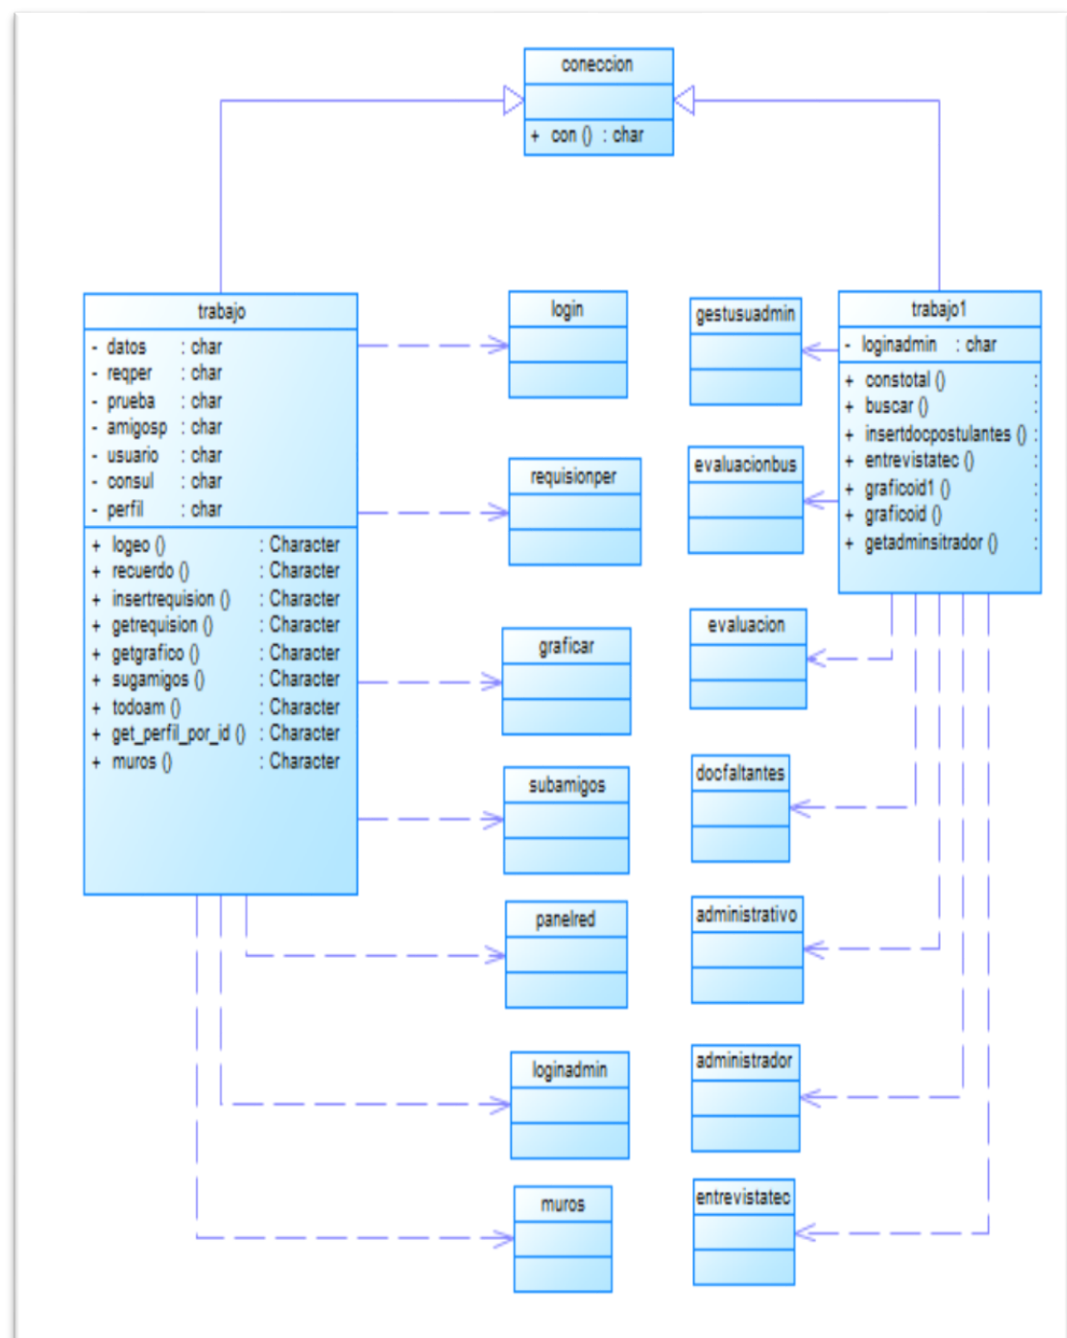 coneccion
+ con () : char
trabajo
- datos : char
- reqper : char
- prueba : char
- amigosp : char
- usuario : char
- consul : char
- perfil : char
+ logeo () : Character
+ recuerdo () : Character
+ insertrequision () : Character
+ getrequision () : Character
+ getgrafico () : Character
+ sugamigos () : Character
+ todoam () : Character
+ get_perfil_por_id () : Character
+ muros () : Character
login
requisionper
graficar
subamigos
panelred
loginadmin
muros
gestusuadmin
evaluacionbus
evaluacion
docfaltantes
administrativo
administrador
entrevistatec
trabajo1
- loginadmin : char
+ constotal () :
+ buscar () :
+ insertdocpostulantes () :
+ entrevistatec () :
+ graficoid1 () :
+ graficoid () :
+ getadminsitrador () :